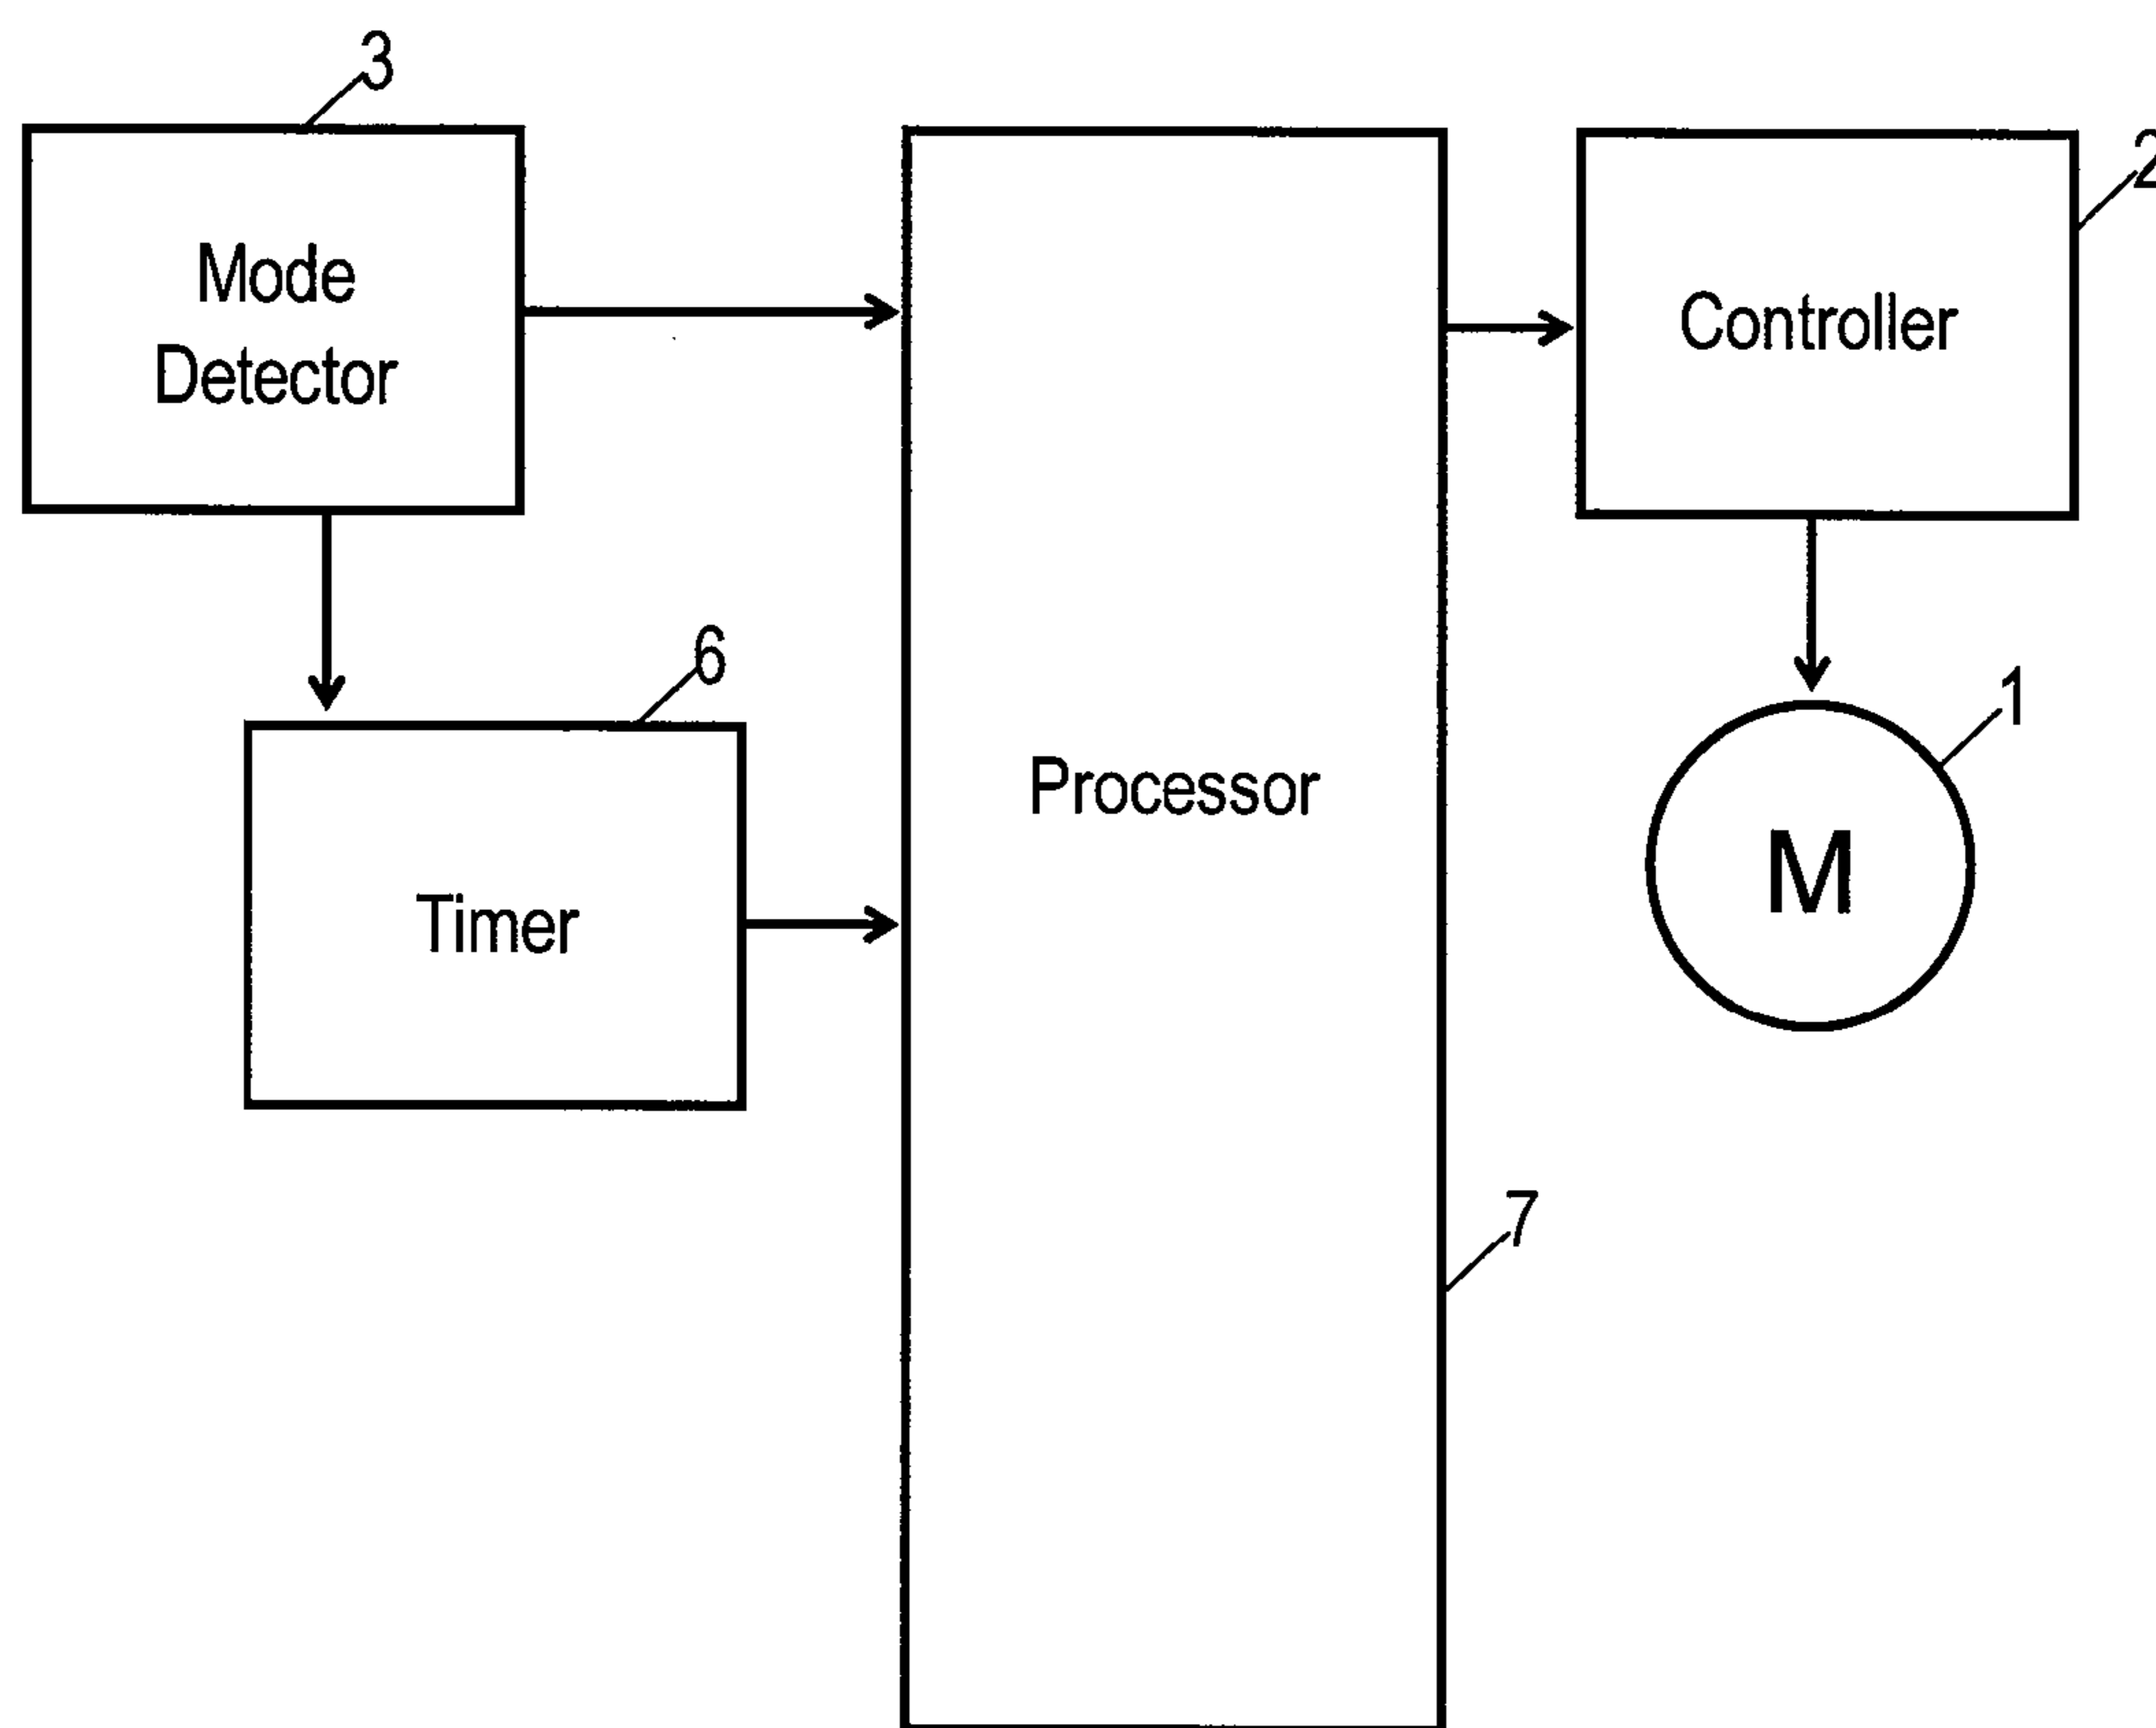 3
2
Mode
Detector
Controller
6
1
Processor
M
Timer
7